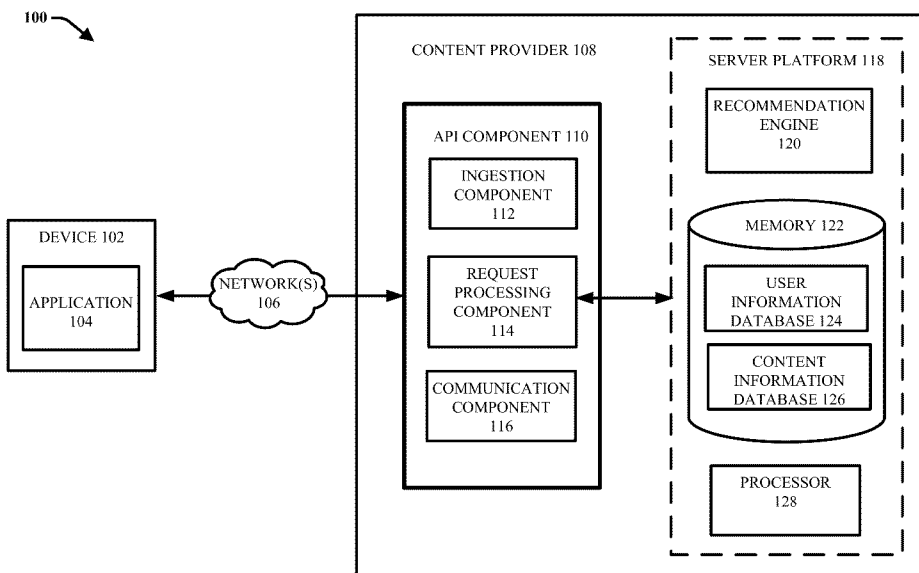 100
CONTENT PROVIDER 108
SERVER PLATFORM 118
RECOMMENDATION
ENGINE
120
API COMPONENT 110
INGESTION
COMPONENT
112
MEMORY 122
DEVICE 102
APPLICATION
104
NETWORK(S)
106
REQUEST
PROCESSING
COMPONENT
114
USER
INFORMATION
DATABASE 124
CONTENT
INFORMATION
DATABASE 126
COMMUNICATION
COMPONENT
116
PROCESSOR
128